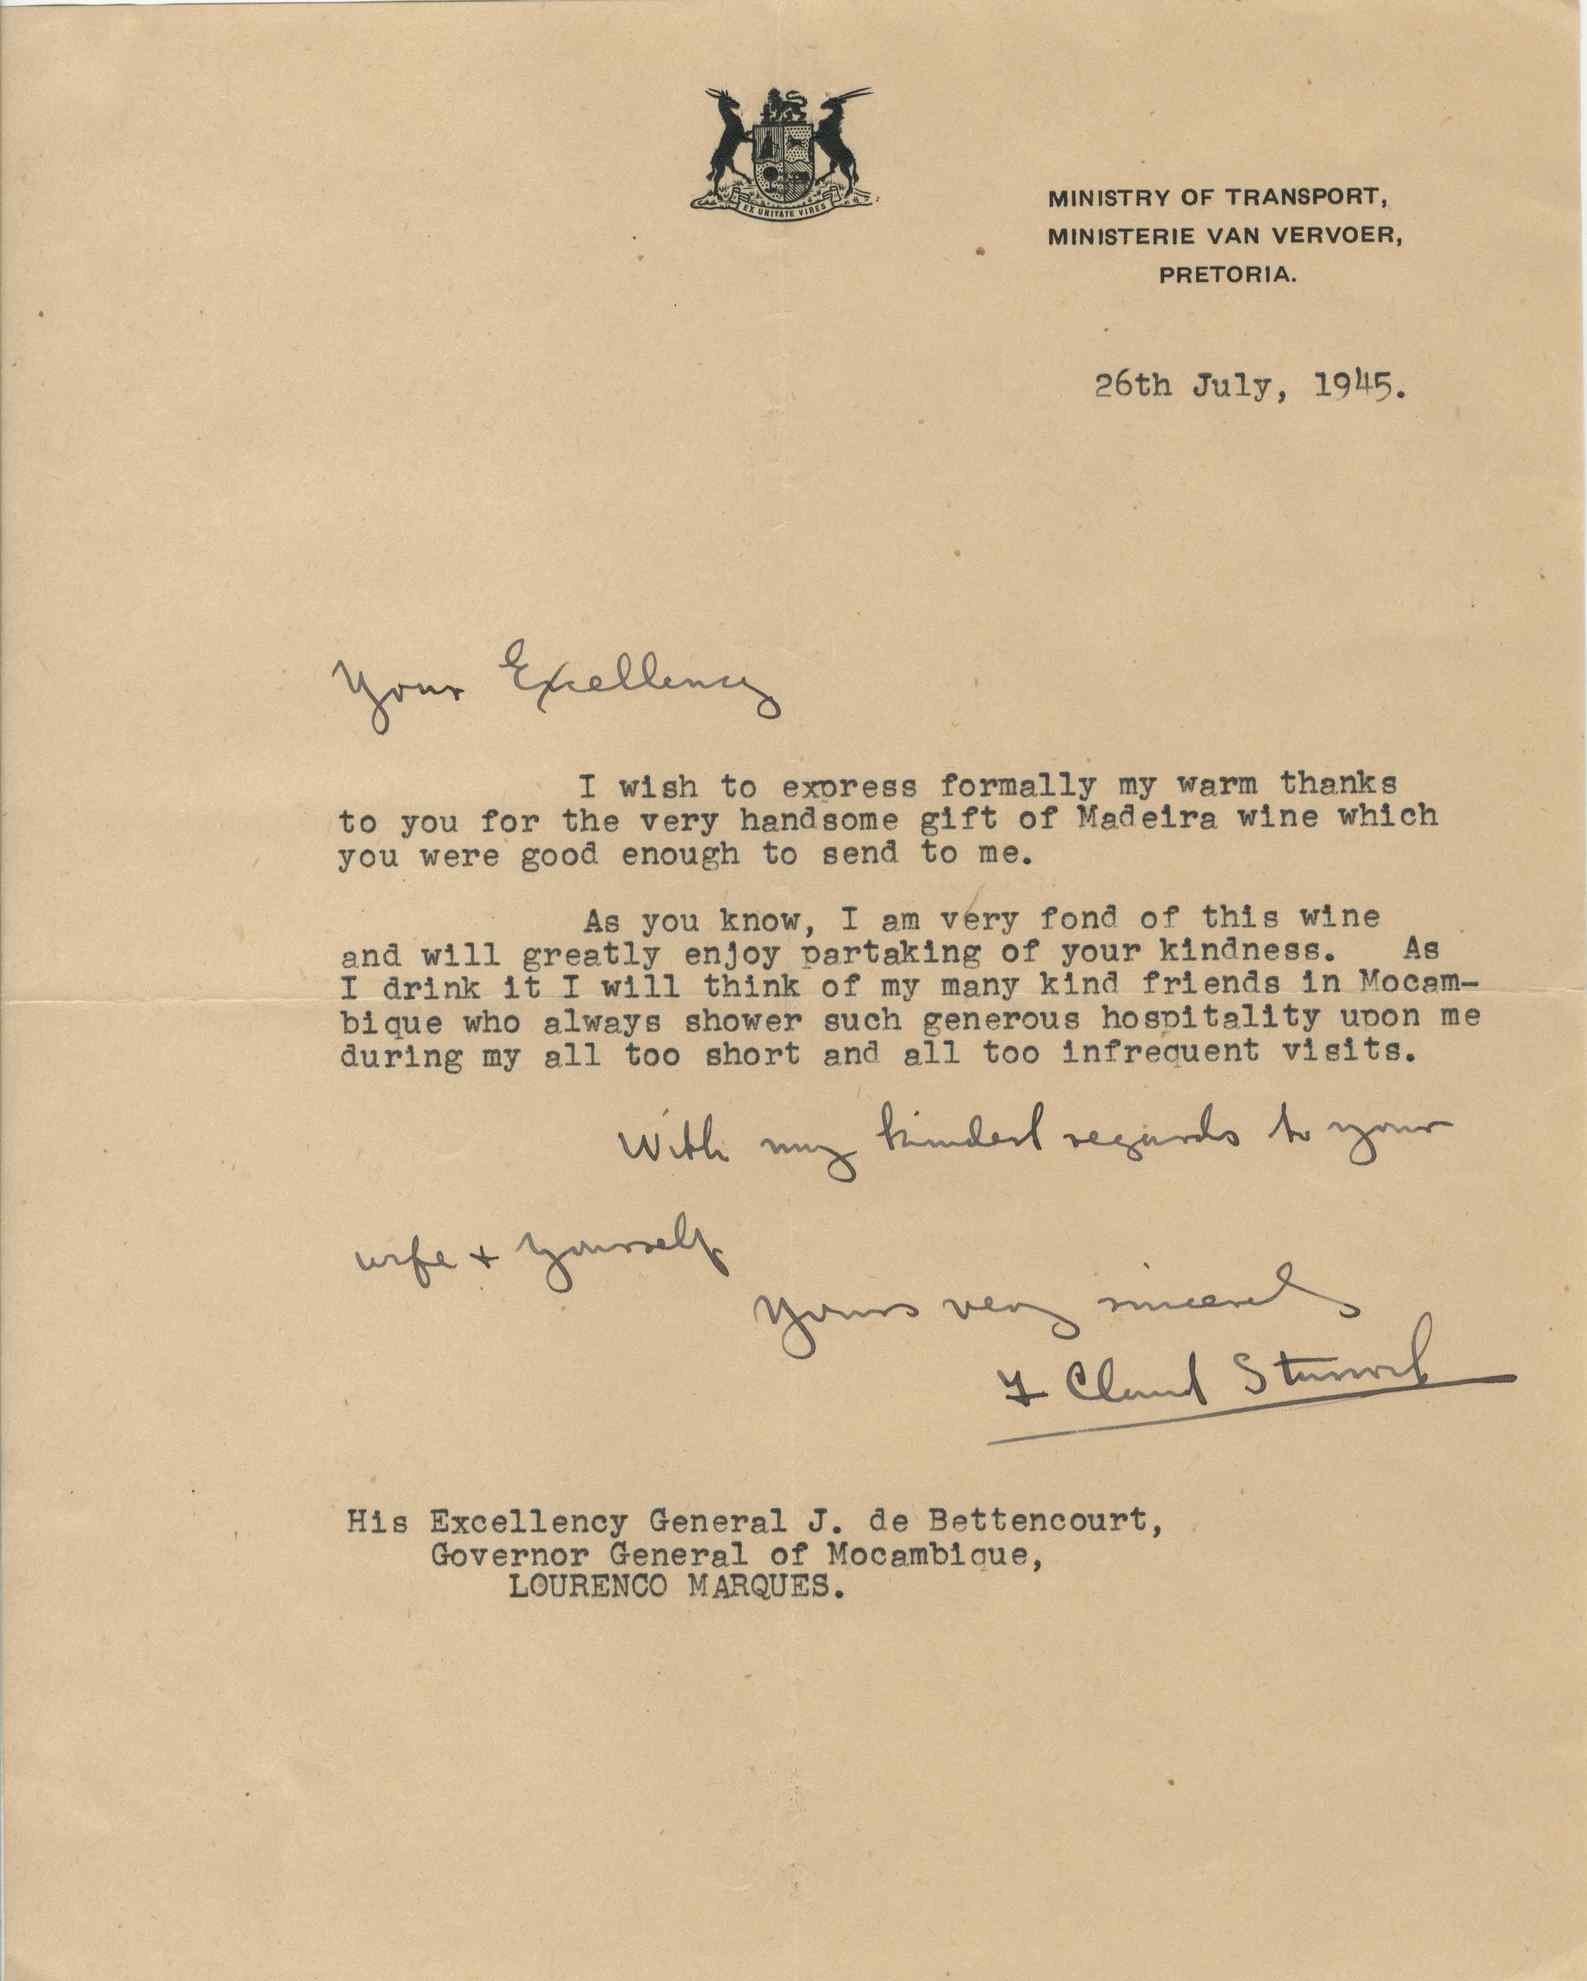 EX UNITATE VIRES
MINISTRY OF TRANSPORT,
MINISTERIE VAN VERVOER,
PRETORIA.
26th July, 1945.
Your Excellency
I wish to express formally my warm thanks
to you for the very handsome gift of Madeira wine which
you were good enough to send to me.
As you know, I am very fond of this wine
and will greatly enjoy partaking of your kindness. As
I drink it I will think of my many kind friends in Mocam-
bique who always shower such generous hospitality upon me
during my all too short and all too infrequent visits.
With my kindest regards to your
wife + yourself
Yours very sincerely
F Claud Sturrock
His Excellency General J. de Bettencourt,
Governor General of Mocambique,
LOURENCO MARQUES.